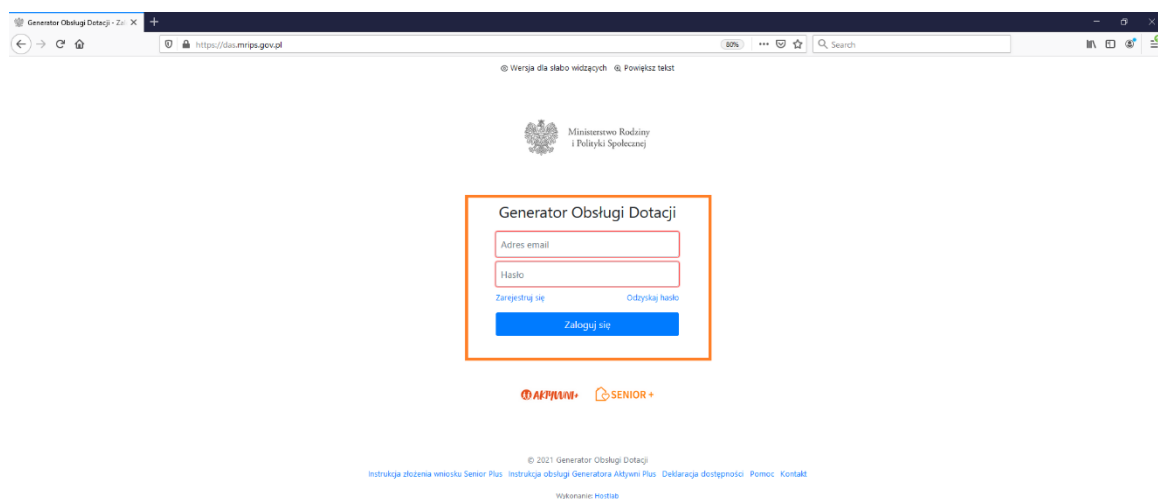 Generator Obsługi Dotacji - Zal
https://das.mrips.gov.pl
80%
Search
Wersja dla słabo widzących Powiększ tekst
Ministerstwo Rodziny
i Polityki Społecznej
Generator Obsługi Dotacji
Adres email
Hasło
Zarejestruj się Odzyskaj hasło
Zaloguj się
AKTYWNI+ SENIOR+
© 2021 Generator Obsługi Dotacji
Instrukcja złożenia wniosku Senior Plus Instrukcja obsługi Generatora Aktywni Plus Deklaracja dostępności Pomoc Kontakt
Wykonanie: Hostlab